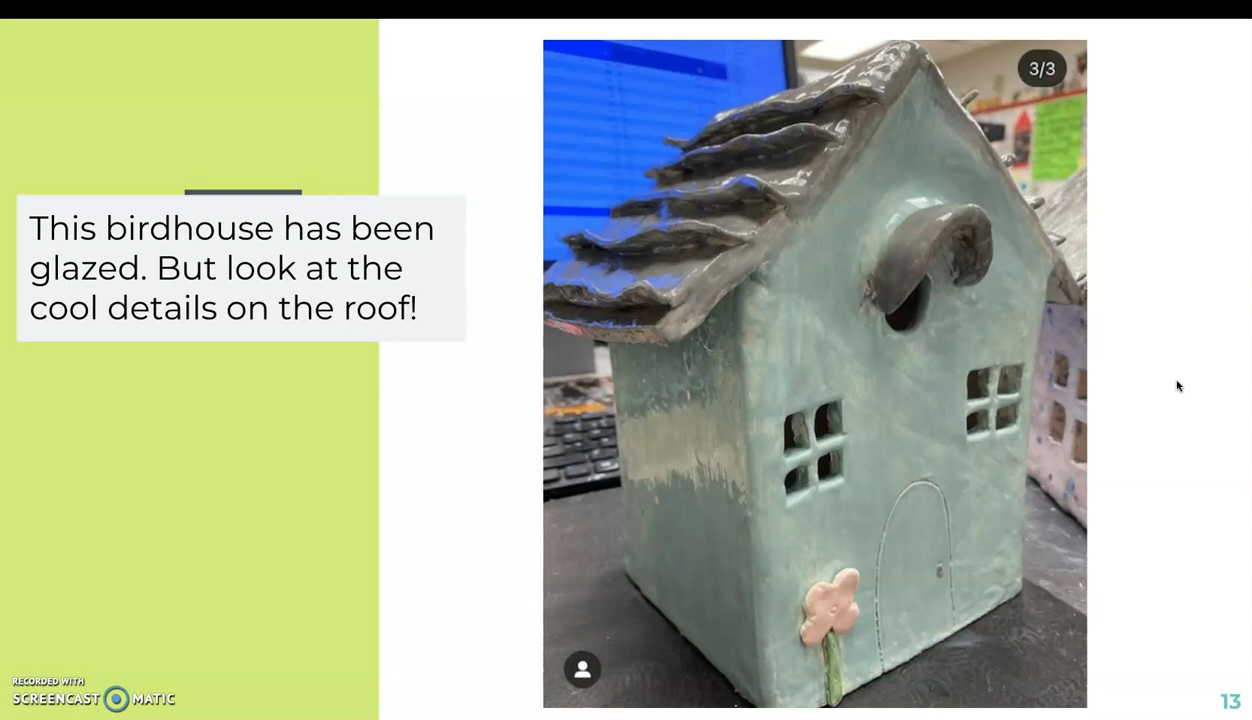 3/3
This birdhouse has been
glazed. But look at the
cool details on the roof!
RECORDED WITH
SCREENCAST MATIC
13